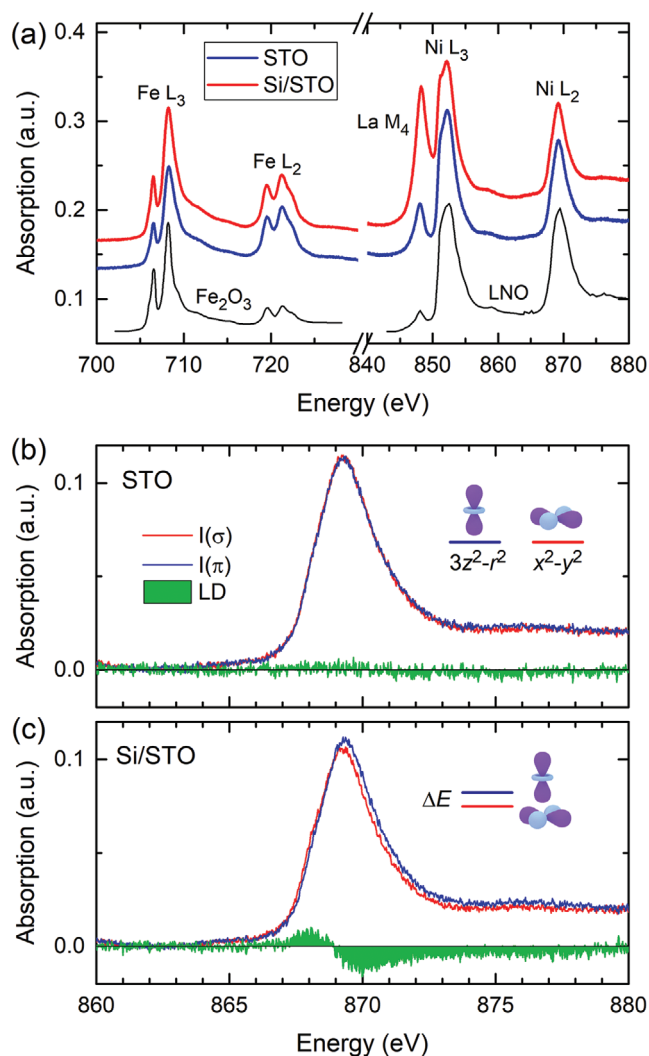 (a)
0.4
0.3
0.2
0.1
Absorption (a.u.)
STO
Si/STO
Fe L3
Fe L2
La M4
Ni L3
Ni L2
Fe2O3
LNO
700 710 720 840 850 860 870 880
Energy (eV)
(b)
STO
0.1
0.0
Absorption (a.u.)
I(σ)
I(π)
LD
3z²-r² x²-y²
(c)
Si/STO
0.1
0.0
Absorption (a.u.)
ΔE
860 865 870 875 880
Energy (eV)